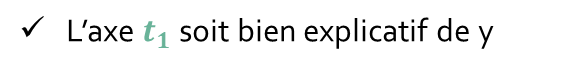 ✓ L'axe t₁ soit bien explicatif de y